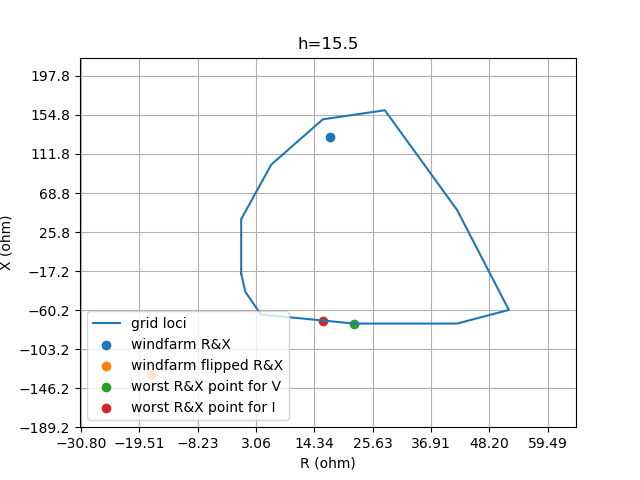 h=15.5
197.8
154.8
111.8
68.8
25.8
−17.2
−60.2
−103.2
−146.2
−189.2
X (ohm)
grid loci
windfarm R&X
windfarm flipped R&X
worst R&X point for V
worst R&X point for I
−30.80 −19.51 −8.23 3.06 14.34 25.63 36.91 48.20 59.49
R (ohm)